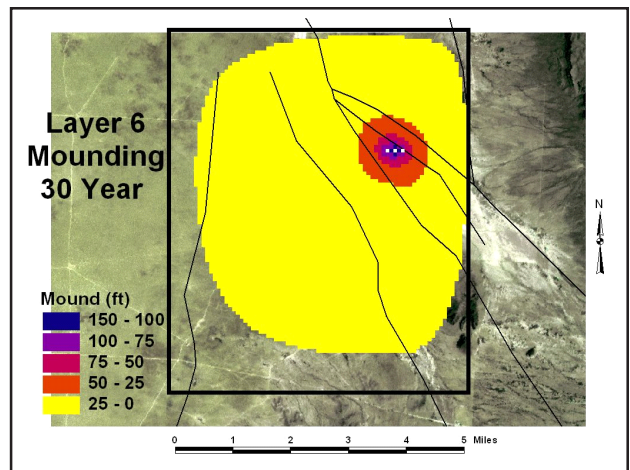 Layer 6
Mounding
30 Year
N
Mound (ft)
150 - 100
100 - 75
75 - 50
50 - 25
25 - 0
0 1 2 3 4 5 Miles